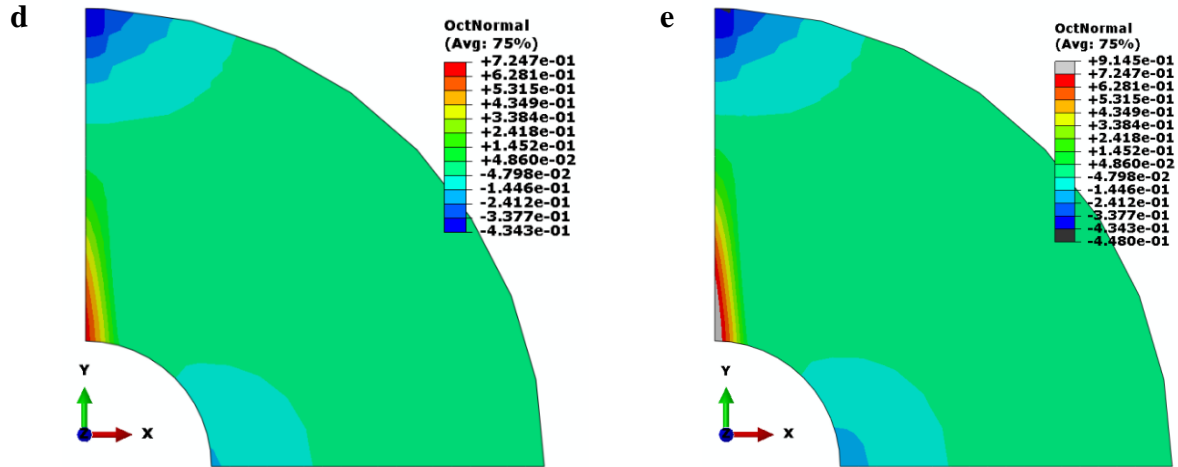 d
OctNormal
(Avg: 75%)
+7.247e-01
+6.281e-01
+5.315e-01
+4.349e-01
+3.384e-01
+2.418e-01
+1.452e-01
+4.860e-02
-4.798e-02
-1.446e-01
-2.412e-01
-3.377e-01
-4.343e-01
Y
Z
X
e
OctNormal
(Avg: 75%)
+9.145e-01
+7.247e-01
+6.281e-01
+5.315e-01
+4.349e-01
+3.384e-01
+2.418e-01
+1.452e-01
+4.860e-02
-4.798e-02
-1.446e-01
-2.412e-01
-3.377e-01
-4.343e-01
-4.480e-01
Y
Z
X